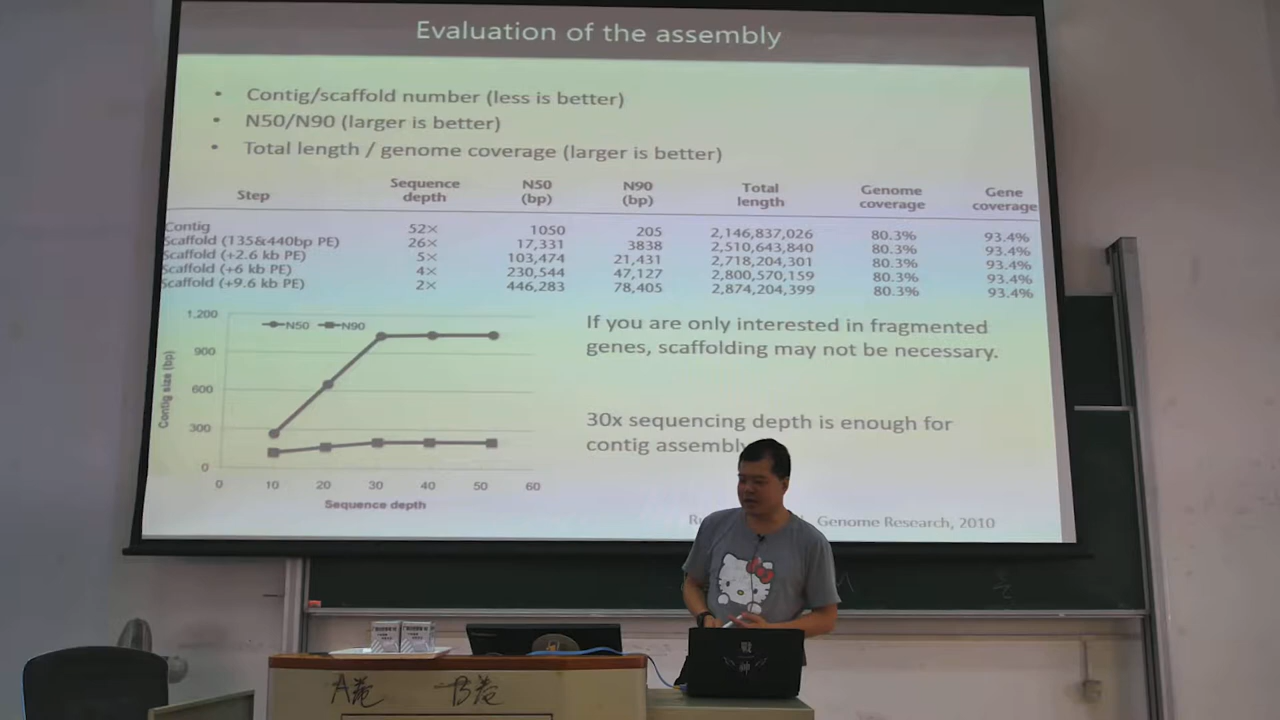 Evaluation of the assembly
• Contig/scaffold number (less is better)
• N50/N90 (larger is better)
• Total length / genome coverage (larger is better)
Step Sequence depth N50 (bp) N90 (bp) Total length Genome coverage Gene coverage
Contig 52× 1050 205 2,146,837,026 80.3% 93.4%
Scaffold (135&440bp PE) 26× 17,331 3838 2,510,643,840 80.3% 93.4%
Scaffold (+2.6 kb PE) 5× 103,474 21,431 2,718,204,301 80.3% 93.4%
Scaffold (+6 kb PE) 4× 230,544 47,127 2,800,570,159 80.3% 93.4%
Scaffold (+9.6 kb PE) 2× 446,283 78,405 2,874,204,399 80.3% 93.4%
1,200
900
600
300
0
Contig size (bp)
N50 N90
0 10 20 30 40 50 60
Sequence depth
If you are only interested in fragmented
genes, scaffolding may not be necessary.
30x sequencing depth is enough for
contig assembly
Genome Research, 2010
戰
神
A卷 B卷